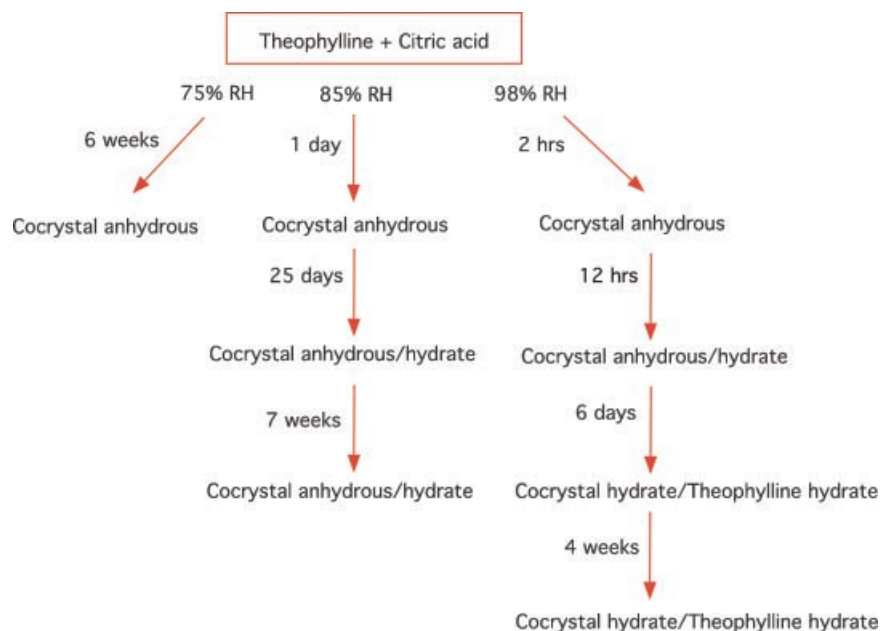 Theophylline + Citric acid
75% RH
85% RH
98% RH
6 weeks
1 day
2 hrs
Cocrystal anhydrous
Cocrystal anhydrous
Cocrystal anhydrous
25 days
12 hrs
Cocrystal anhydrous/hydrate
Cocrystal anhydrous/hydrate
7 weeks
6 days
Cocrystal anhydrous/hydrate
Cocrystal hydrate/Theophylline hydrate
4 weeks
Cocrystal hydrate/Theophylline hydrate